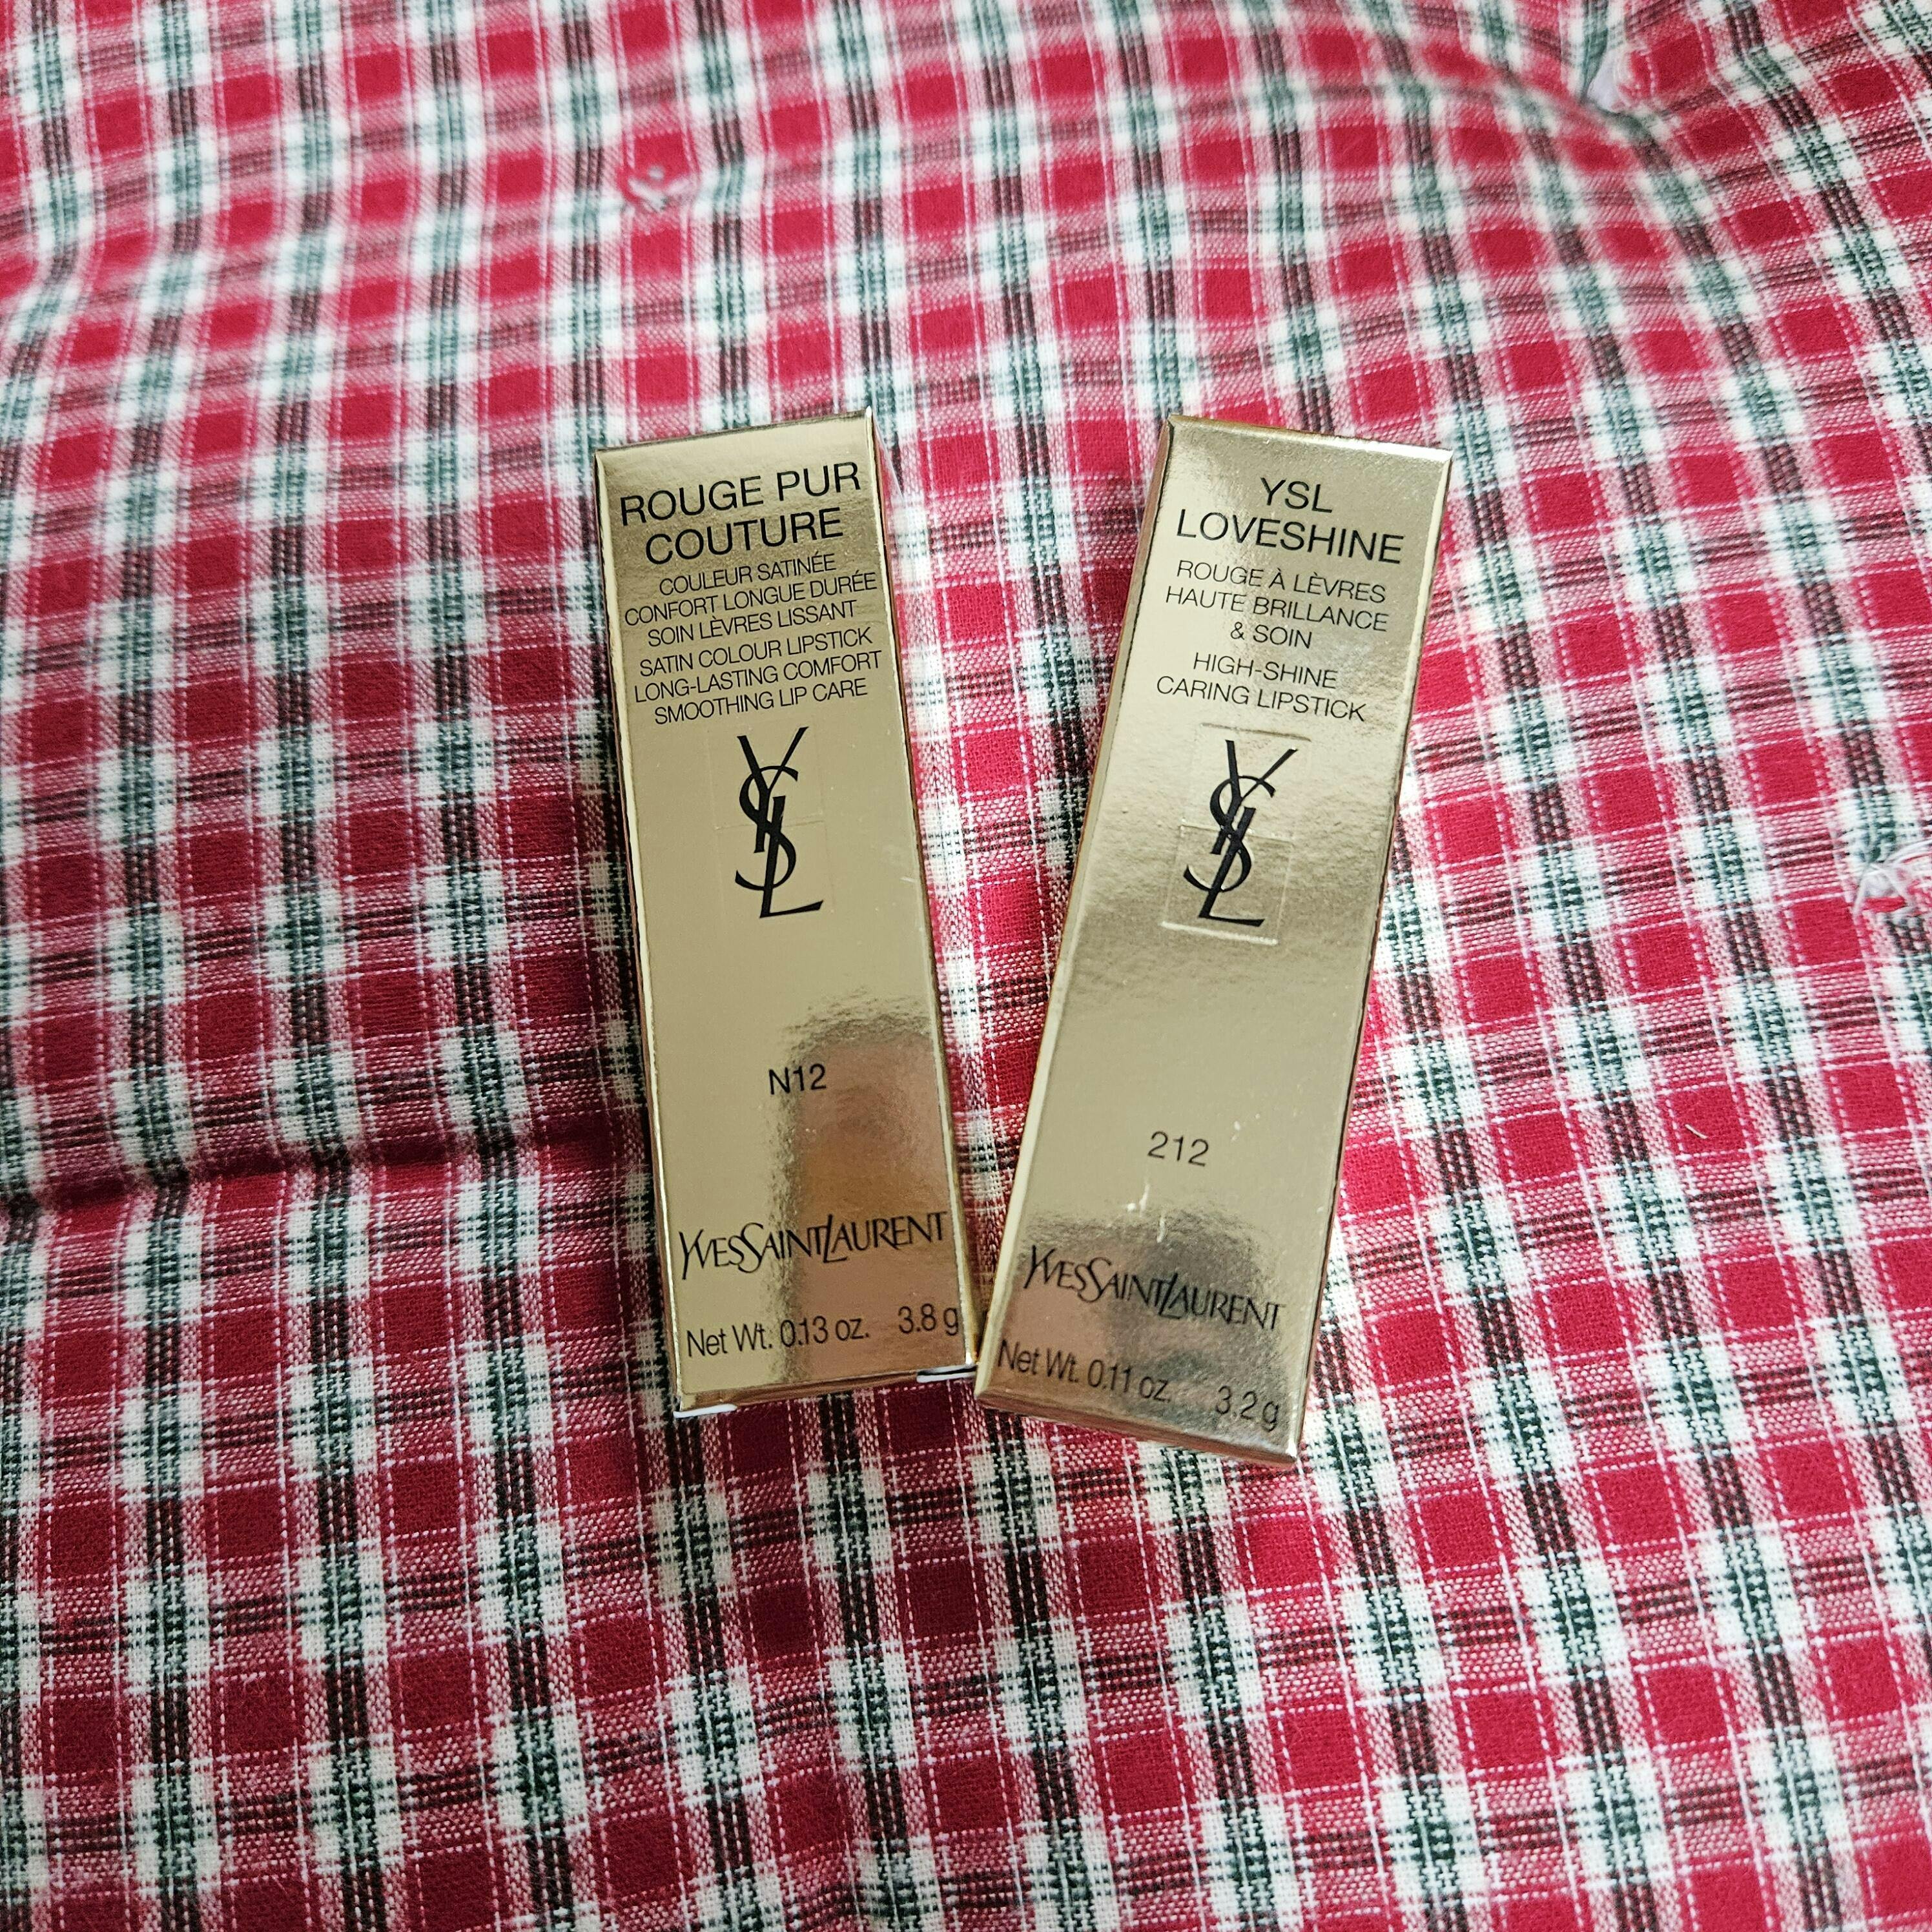 ROUGE PUR
COUTURE
COULEUR SATINÉE
CONFORT LONGUE DURÉE
SOIN LÈVRES LISSANT
SATIN COLOUR LIPSTICK
LONG-LASTING COMFORT
SMOOTHING LIP CARE
YSL
N12
YVESSAINTLAURENT
Net Wt. 0.13 oz. 3.8 g
YSL
LOVESHINE
ROUGE À LÈVRES
HAUTE BRILLANCE
& SOIN
HIGH-SHINE
CARING LIPSTICK
YSL
212
YVESSAINTLAURENT
Net Wt. 0.11 oz. 3.2 g